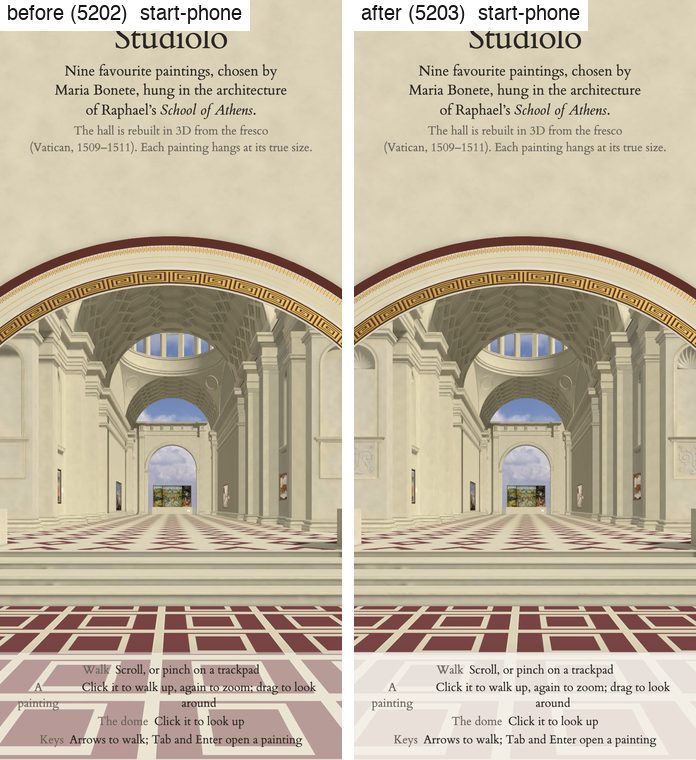 before (5202) start-phone
Studiolo
Nine favourite paintings, chosen by
Maria Bonete, hung in the architecture
of Raphael's School of Athens.
The hall is rebuilt in 3D from the fresco
(Vatican, 1509–1511). Each painting hangs at its true size.
Walk Scroll, or pinch on a trackpad
A painting Click it to walk up, again to zoom; drag to look
around
The dome Click it to look up
Keys Arrows to walk; Tab and Enter open a painting
after (5203) start-phone
Studiolo
Nine favourite paintings, chosen by
Maria Bonete, hung in the architecture
of Raphael's School of Athens.
The hall is rebuilt in 3D from the fresco
(Vatican, 1509–1511). Each painting hangs at its true size.
Walk Scroll, or pinch on a trackpad
A painting Click it to walk up, again to zoom; drag to look
around
The dome Click it to look up
Keys Arrows to walk; Tab and Enter open a painting